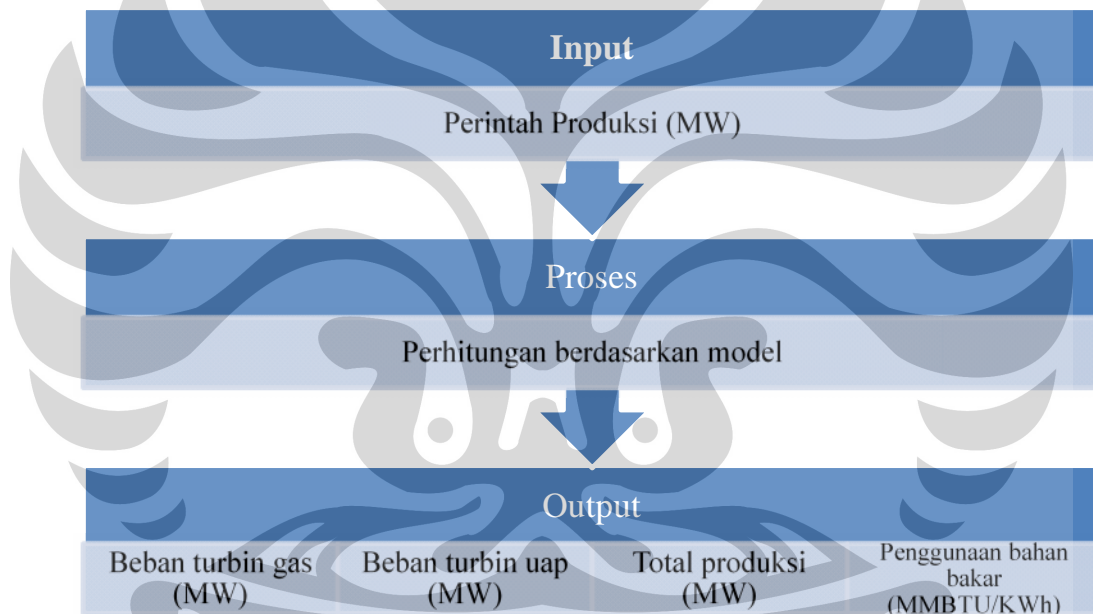 Input
Perintah Produksi (MW)
Proses
Perhitungan berdasarkan model
Output
Beban turbin gas
(MW)
Beban turbin uap
(MW)
Total produksi
(MW)
Penggunaan bahan
bakar
(MMBTU/KWh)